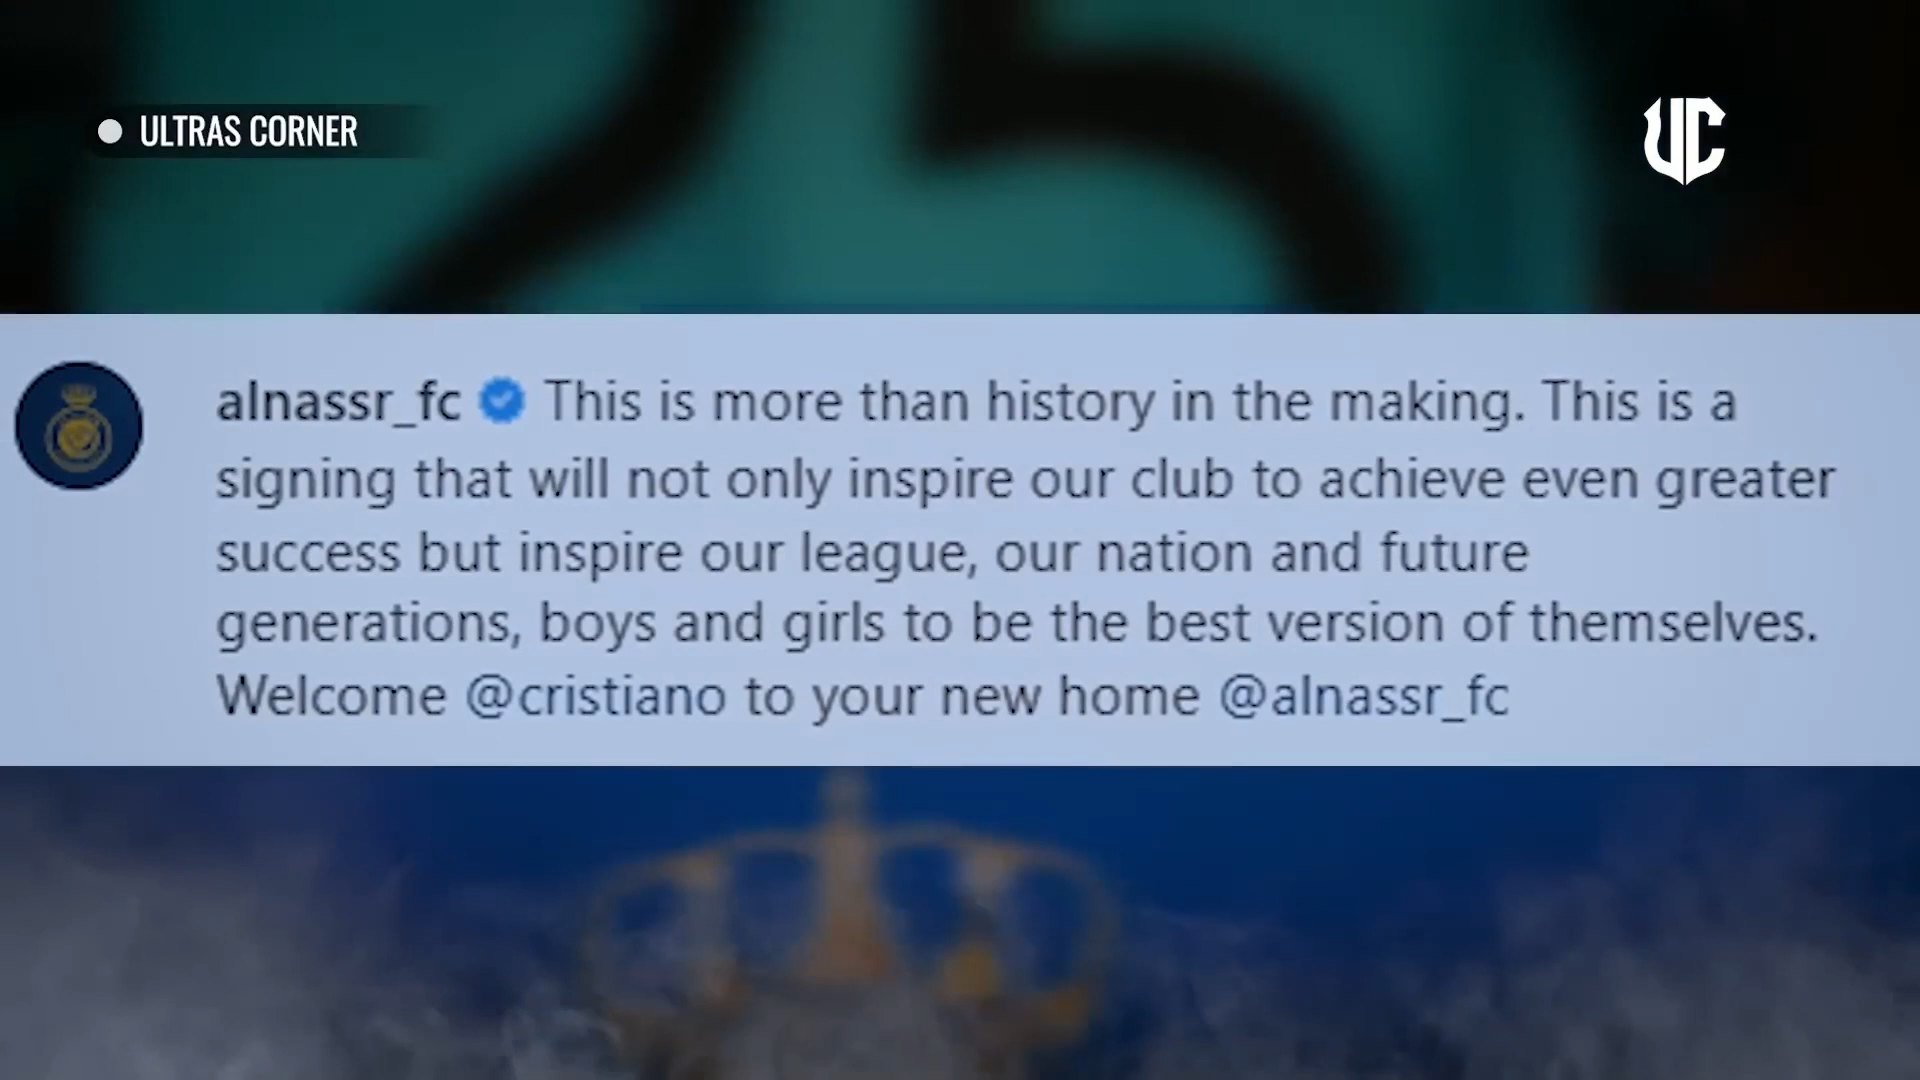 ULTRAS CORNER
UC
25
alnassr_fc This is more than history in the making. This is a
signing that will not only inspire our club to achieve even greater
success but inspire our league, our nation and future
generations, boys and girls to be the best version of themselves.
Welcome @cristiano to your new home @alnassr_fc